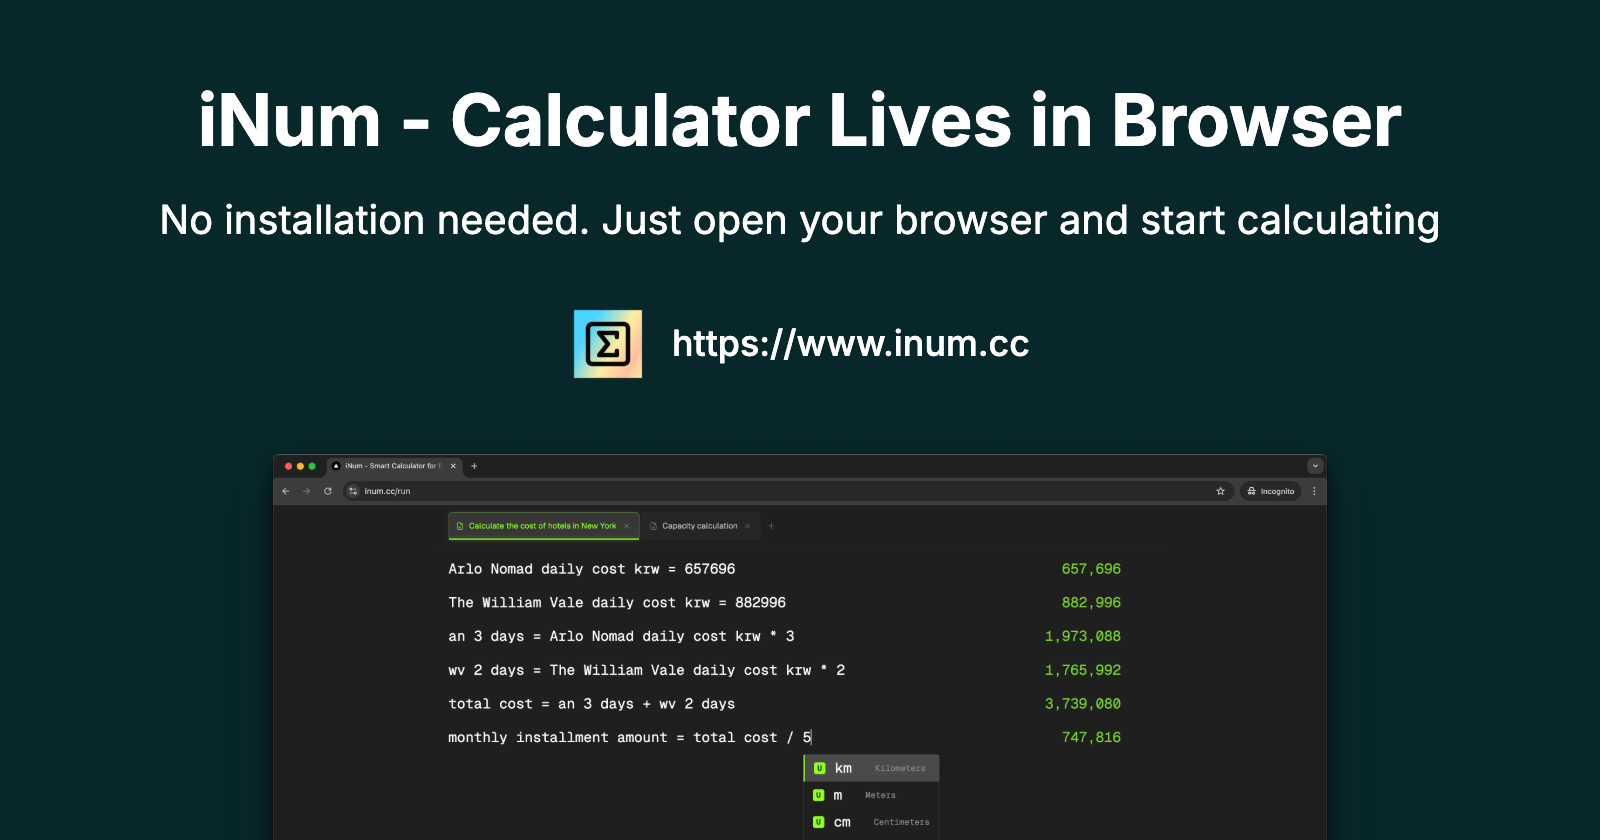 iNum - Calculator Lives in Browser
No installation needed. Just open your browser and start calculating
Σ https://www.inum.cc
iNum - Smart Calculator for
inum.cc/run Incognito
Calculate the cost of hotels in New York Capacity calculation
Arlo Nomad daily cost krw = 657696 657,696
The William Vale daily cost krw = 882996 882,996
an 3 days = Arlo Nomad daily cost krw * 3 1,973,088
wv 2 days = The William Vale daily cost krw * 2 1,765,992
total cost = an 3 days + wv 2 days 3,739,080
monthly installment amount = total cost / 5 747,816
U km Kilometers
U m Meters
U cm Centimeters